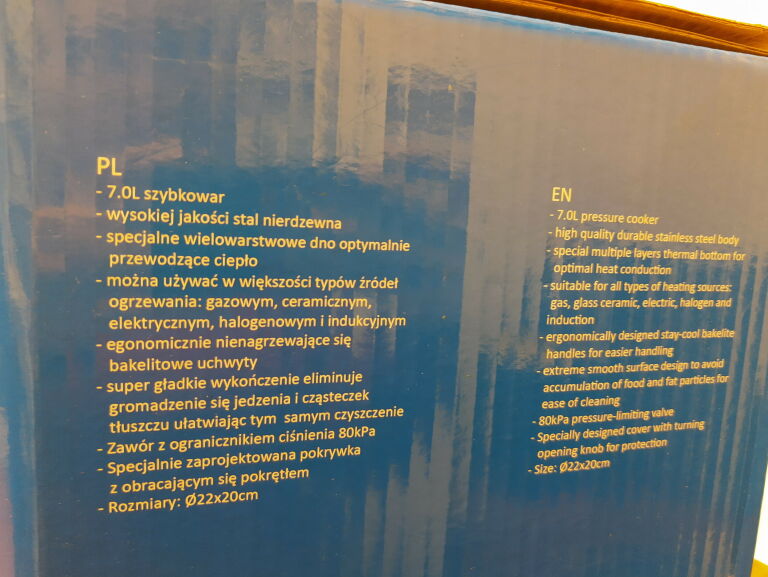 PL
- 7.0L szybkowar
- wysokiej jakości stal nierdzewna
- specjalne wielowarstwowe dno optymalnie
przewodzące ciepło
- można używać w większości typów źródeł
ogrzewania: gazowym, ceramicznym,
elektrycznym, halogenowym i indukcyjnym
- egonomicznie nienagrzewające się
bakelitowe uchwyty
- super gładkie wykończenie eliminuje
gromadzenie się jedzenia i cząsteczek
tłuszczu ułatwiając tym samym czyszczenie
- Zawór z ogranicznikiem ciśnienia 80kPa
- Specjalnie zaprojektowana pokrywka
z obracającym się pokrętłem
- Rozmiary: Ø22x20cm
EN
- 7.0L pressure cooker
- high quality durable stainless steel body
- special multiple layers thermal bottom for
optimal heat conduction
- suitable for all types of heating sources:
gas, glass ceramic, electric, halogen and
induction
- ergonomically designed stay-cool bakelite
handles for easier handling
- extreme smooth surface design to avoid
accumulation of food and fat particles for
ease of cleaning
- 80kPa pressure-limiting valve
- Specially designed cover with turning
opening knob for protection
- Size: Ø22x20cm